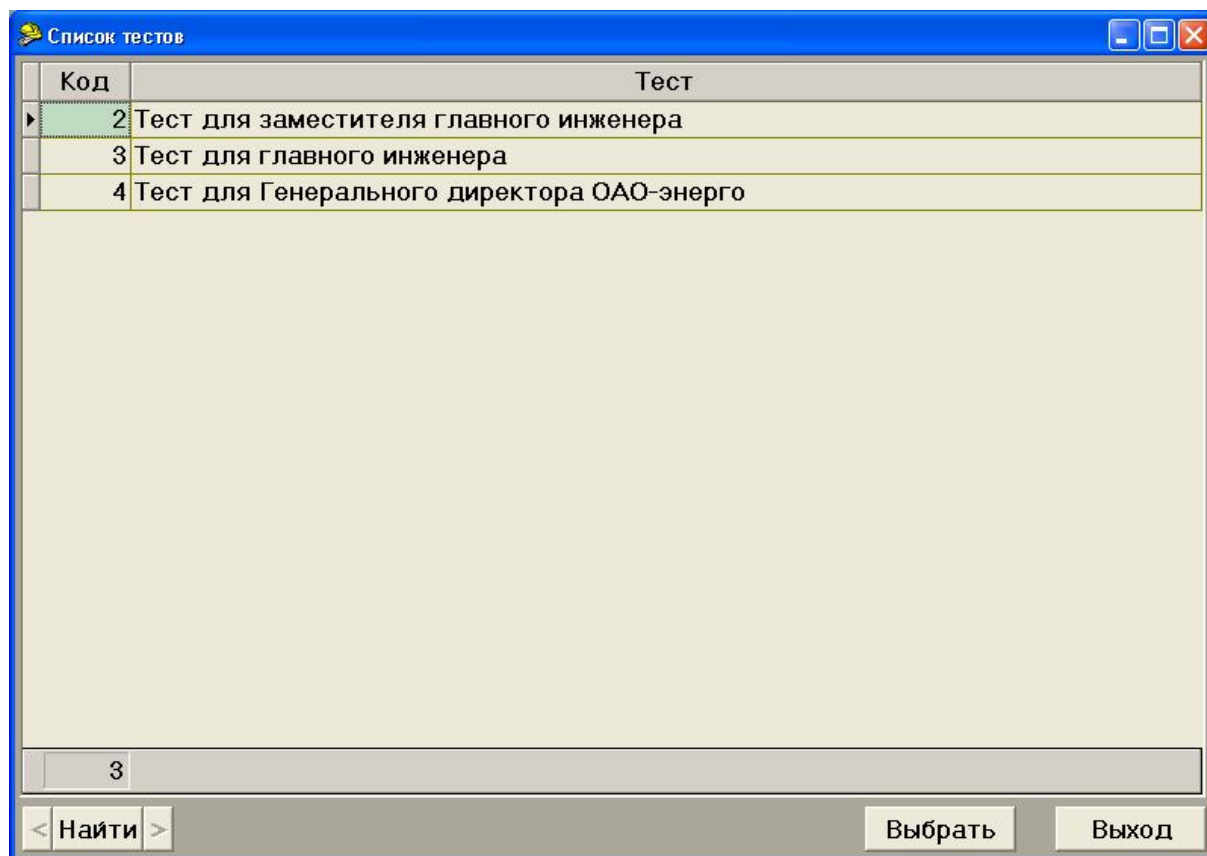 Список тестов
Код Тест
2 Тест для заместителя главного инженера
3 Тест для главного инженера
4 Тест для Генерального директора ОАО-энерго
3
< Найти > Выбрать Выход